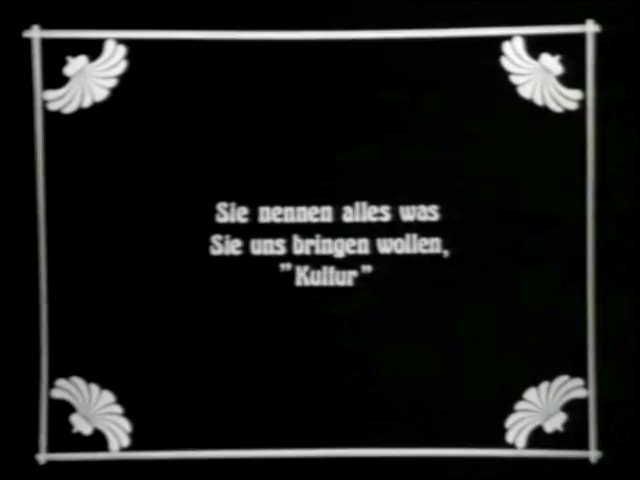 Sie nennen alles was
Sie uns bringen wollen,
"Kultur"